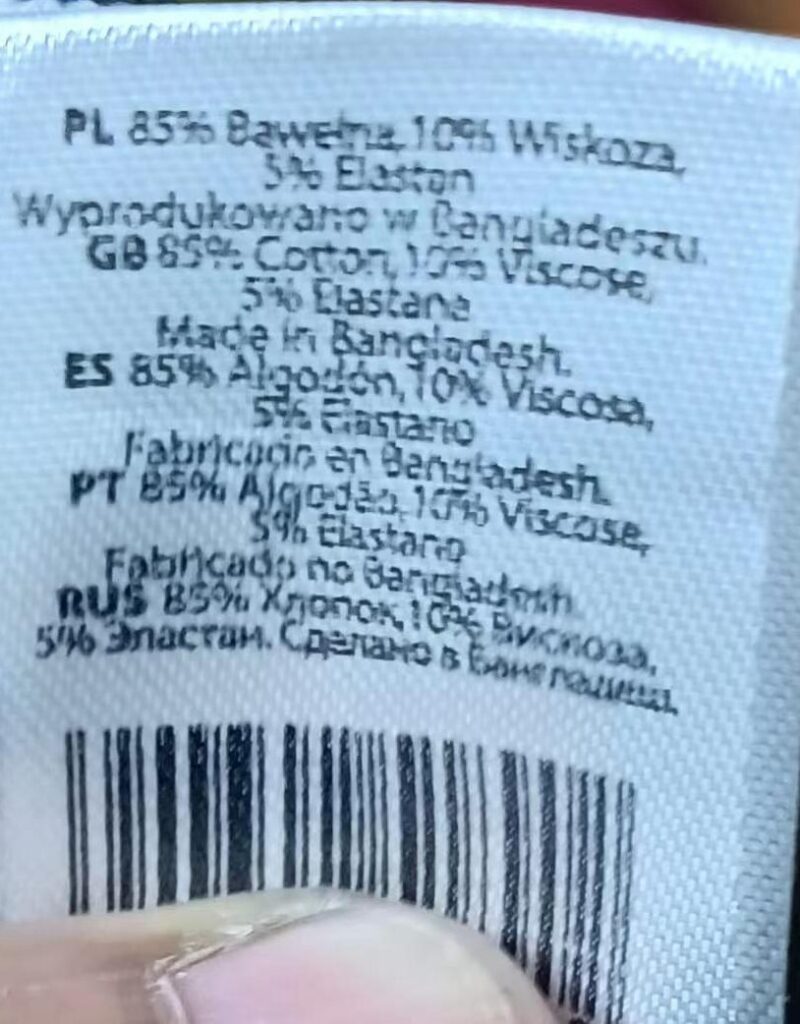 PL 85% Bawełna, 10% Wiskoza,
5% Elastan
Wyprodukowano w Bangladeszu.
GB 85% Cotton, 10% Viscose,
5% Elastane
Made in Bangladesh.
ES 85% Algodón, 10% Viscosa,
5% Elastano
Fabricado en Bangladesh.
PT 85% Algodão, 10% Viscose,
5% Elastano
Fabricado no Bangladesh.
RUS 85% Хлопок, 10% Вискоза,
5% Эластан. Сделано в